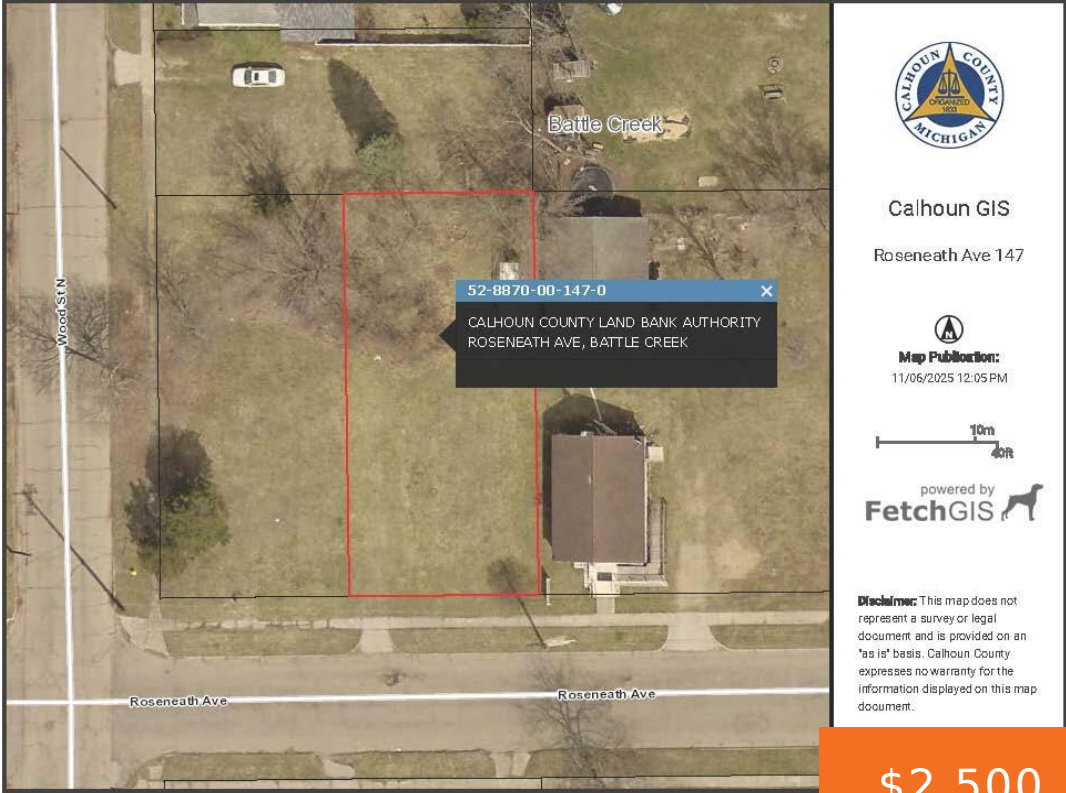 Battle Creek
Wood St N
52-8870-00-147-0
CALHOUN COUNTY LAND BANK AUTHORITY
ROSENEATH AVE, BATTLE CREEK
Roseneath Ave
Roseneath Ave
CALHOUN COUNTY
MICHIGAN
ORGANIZED
1833
Calhoun GIS
Roseneath Ave 147
N
Map Publication:
11/06/2025 12:05 PM
10m
40ft
powered by
FetchGIS
Disclaimer: This map does not
represent a survey or legal
document and is provided on an
"as is" basis. Calhoun County
expresses no warranty for the
information displayed on this map
document.
$2,500